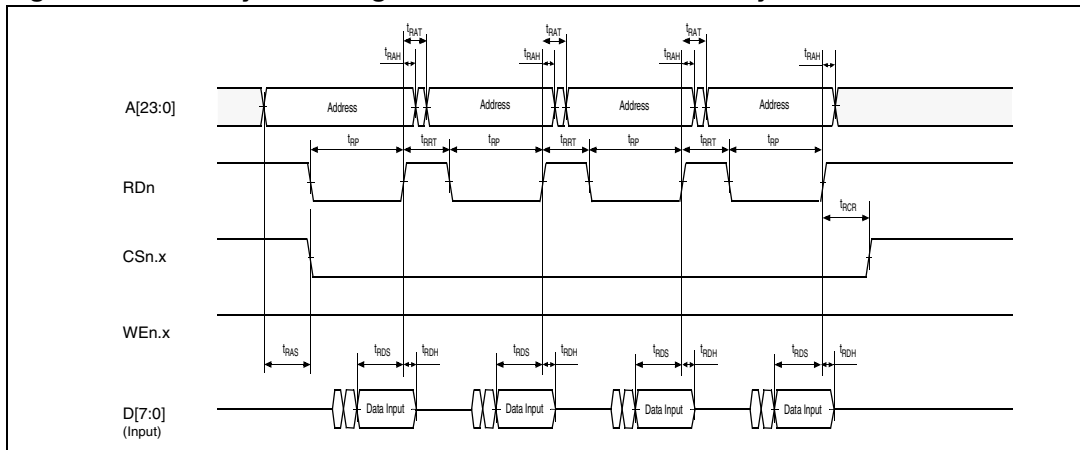 tRAT tRAT tRAT
tRAH tRAH tRAH tRAH
A[23:0] Address Address Address Address
tRP tRRT tRP tRRT tRP tRRT tRP
RDn
tRCR
CSn.x
WEn.x
tRAS tRDS tRDH tRDS tRDH tRDS tRDH tRDS tRDH
D[7:0] Data Input Data Input Data Input Data Input
(Input)